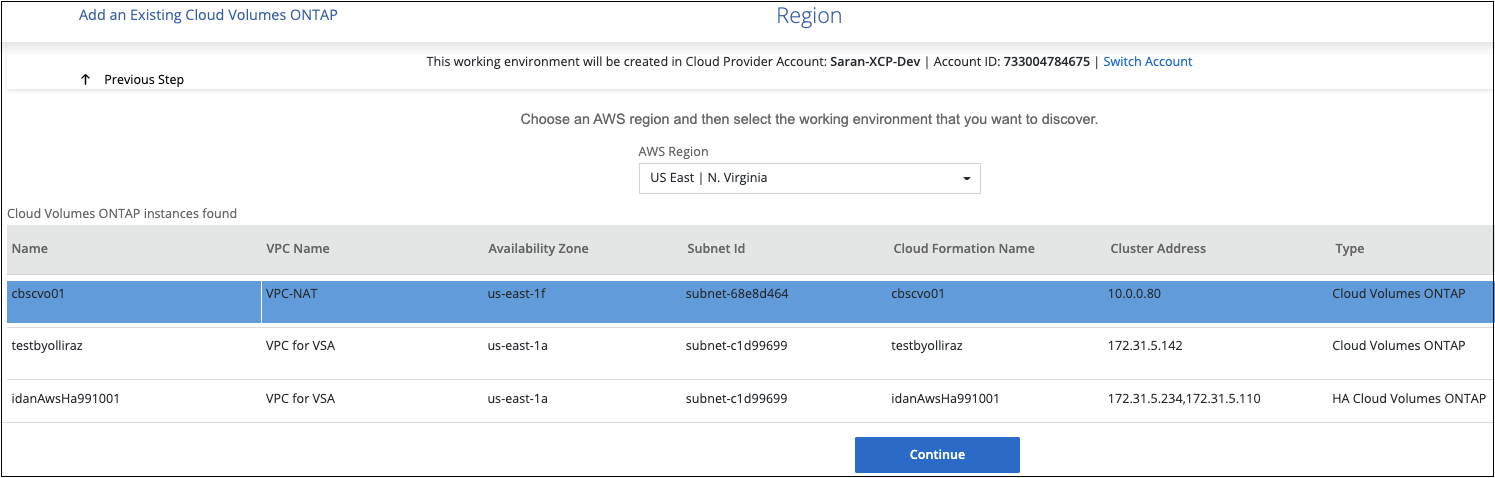 Add an Existing Cloud Volumes ONTAP
Region
This working environment will be created in Cloud Provider Account: Saran-XCP-Dev | Account ID: 733004784675 | Switch Account
↑ Previous Step
Choose an AWS region and then select the working environment that you want to discover.
AWS Region
US East | N. Virginia
Cloud Volumes ONTAP instances found
Name VPC Name Availability Zone Subnet Id Cloud Formation Name Cluster Address Type
cbscvo01 VPC-NAT us-east-1f subnet-68e8d464 cbscvo01 10.0.0.80 Cloud Volumes ONTAP
testbyolliraz VPC for VSA us-east-1a subnet-c1d99699 testbyolliraz 172.31.5.142 Cloud Volumes ONTAP
idanAwsHa991001 VPC for VSA us-east-1a subnet-c1d99699 idanAwsHa991001 172.31.5.234,172.31.5.110 HA Cloud Volumes ONTAP
Continue